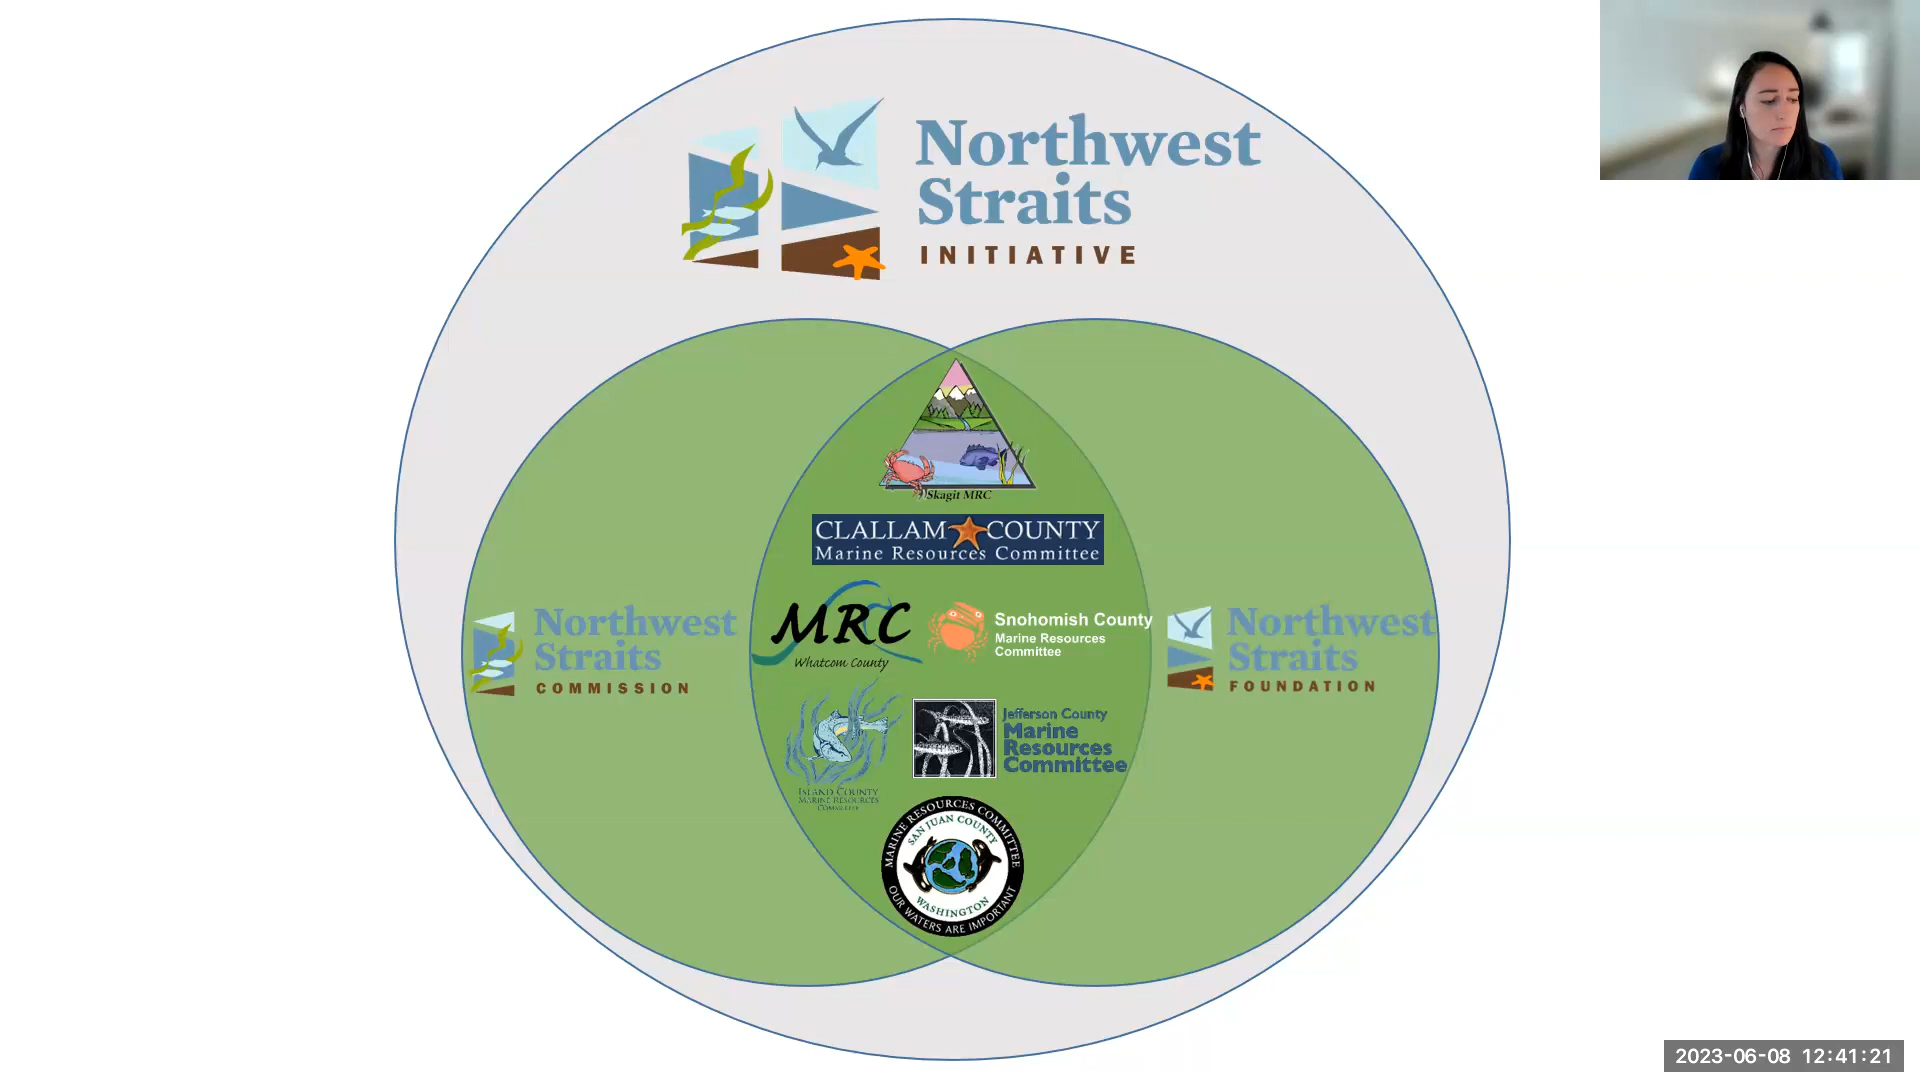 Northwest
Straits
INITIATIVE
Skagit MRC
CLALLAM COUNTY
Marine Resources Committee
MRC
Whatcom County
Snohomish County
Marine Resources
Committee
Northwest
Straits
COMMISSION
Northwest
Straits
FOUNDATION
Jefferson County
Marine
Resources
Committee
ISLAND COUNTY
MARINE RESOURCES
COMMITTEE
MARINE RESOURCES COMMITTEE
SAN JUAN COUNTY
WASHINGTON
OUR WATERS ARE IMPORTANT
2023-06-08 12:41:21